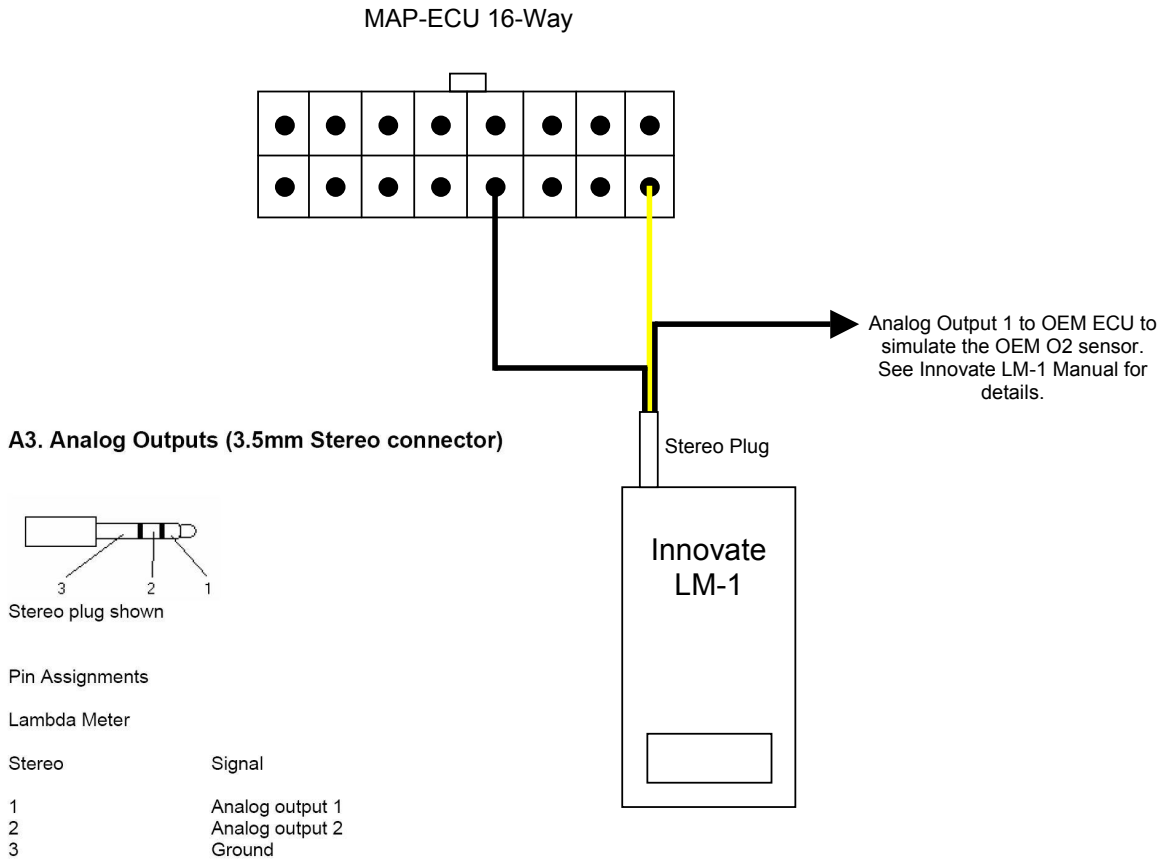 MAP-ECU 16-Way
Analog Output 1 to OEM ECU to
simulate the OEM O2 sensor.
See Innovate LM-1 Manual for
details.
A3. Analog Outputs (3.5mm Stereo connector)
Stereo Plug
3 2 1
Stereo plug shown
Innovate
LM-1
Pin Assignments
Lambda Meter
Stereo Signal
1 Analog output 1
2 Analog output 2
3 Ground